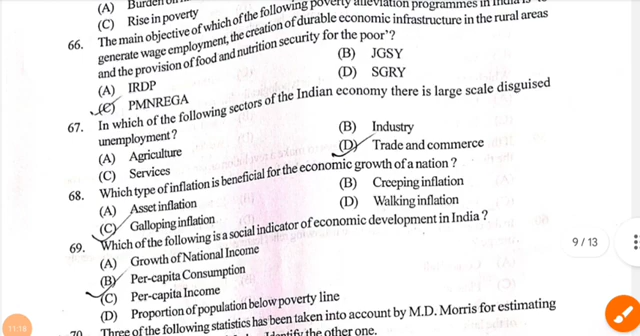 (A) Burden
(C) Rise in poverty
66. The main objective of which of the following poverty alleviation programmes in India is to
generate wage employment, the creation of durable economic infrastructure in the rural areas
and the provision of food and nutrition security for the poor'?
(A) IRDP
(B) JGSY
(C) PMNREGA
(D) SGRY
67. In which of the following sectors of the Indian economy there is large scale disguised
unemployment?
(A) Agriculture
(B) Industry
(C) Services
(D) Trade and commerce
68. Which type of inflation is beneficial for the economic growth of a nation?
(A) Asset inflation
(B) Creeping inflation
(C) Galloping inflation
(D) Walking inflation
69. Which of the following is a social indicator of economic development in India?
(A) Growth of National Income
(B) Per-capita Consumption
(C) Per-capita Income
(D) Proportion of population below poverty line
70. Three of the following statistics has been taken into account by M.D. Morris for estimating
Identify the other one.
9 / 13
11:18